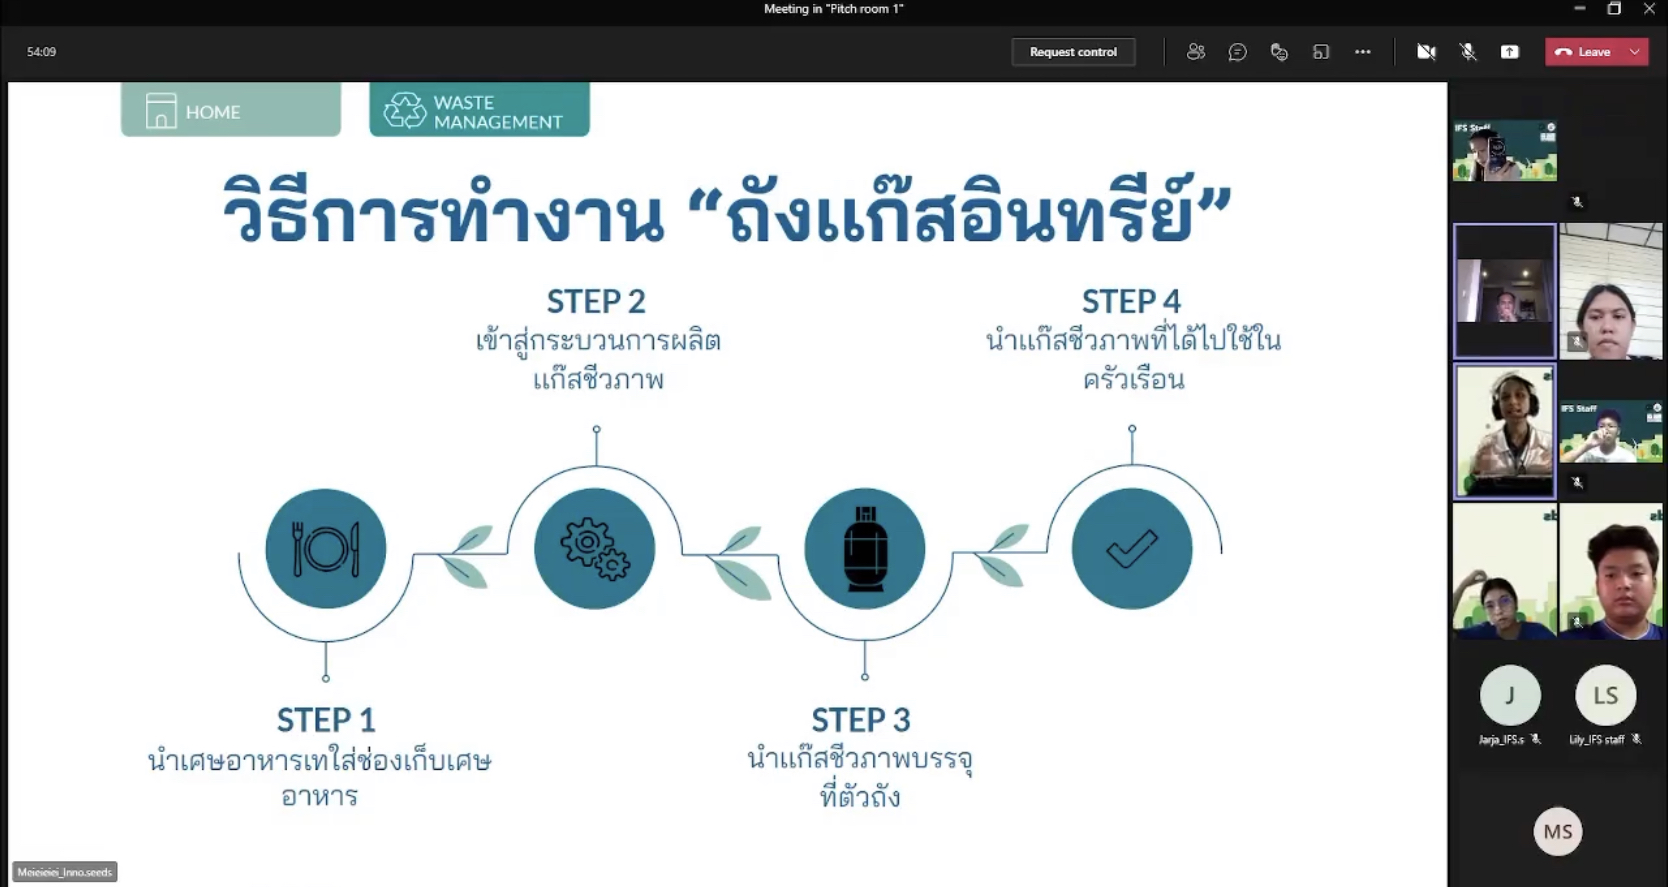 Meeting in "Pitch room 1"
54:09
Request control
Leave
HOME
WASTE
MANAGEMENT
วิธีการทำงาน “ถังแก๊สอินทรีย์”
STEP 2
เข้าสู่กระบวนการผลิต
แก๊สชีวภาพ
STEP 4
นำแก๊สชีวภาพที่ได้ไปใช้ใน
ครัวเรือน
STEP 1
นำเศษอาหารเทใส่ช่องเก็บเศษ
อาหาร
STEP 3
นำแก๊สชีวภาพบรรจุ
ที่ตัวถัง
IFS Staff
IFS Staff
J
LS
Jarja_IFS.s
Lily_IFS staff
MS
Meieieiei_Inno.seeds